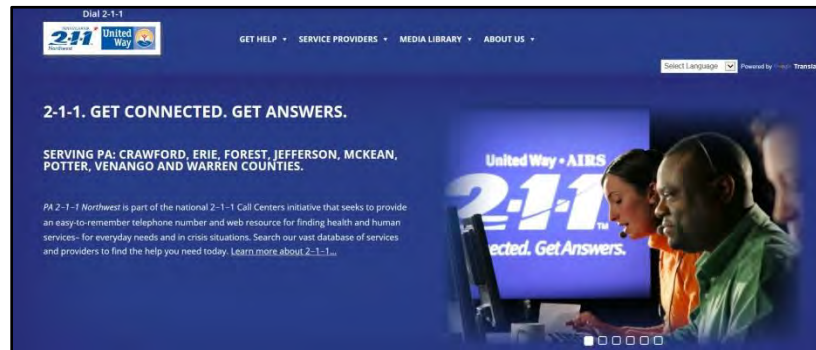 Dial 2-1-1
2-1-1
Northwest
United
Way
GET HELP
SERVICE PROVIDERS
MEDIA LIBRARY
ABOUT US
Select Language
Powered by
Transla
2-1-1. GET CONNECTED. GET ANSWERS.
SERVING PA: CRAWFORD, ERIE, FOREST, JEFFERSON, MCKEAN,
POTTER, VENANGO AND WARREN COUNTIES.
PA 2-1-1 Northwest is part of the national 2-1-1 Call Centers initiative that seeks to provide
an easy-to-remember telephone number and web resource for finding health and human
services- for everyday needs and in crisis situations. Search our vast database of services
and providers to find the help you need today. Learn more about 2-1-1...
United Way • AIRS
2-1-1
TM
ected. Get Answers.